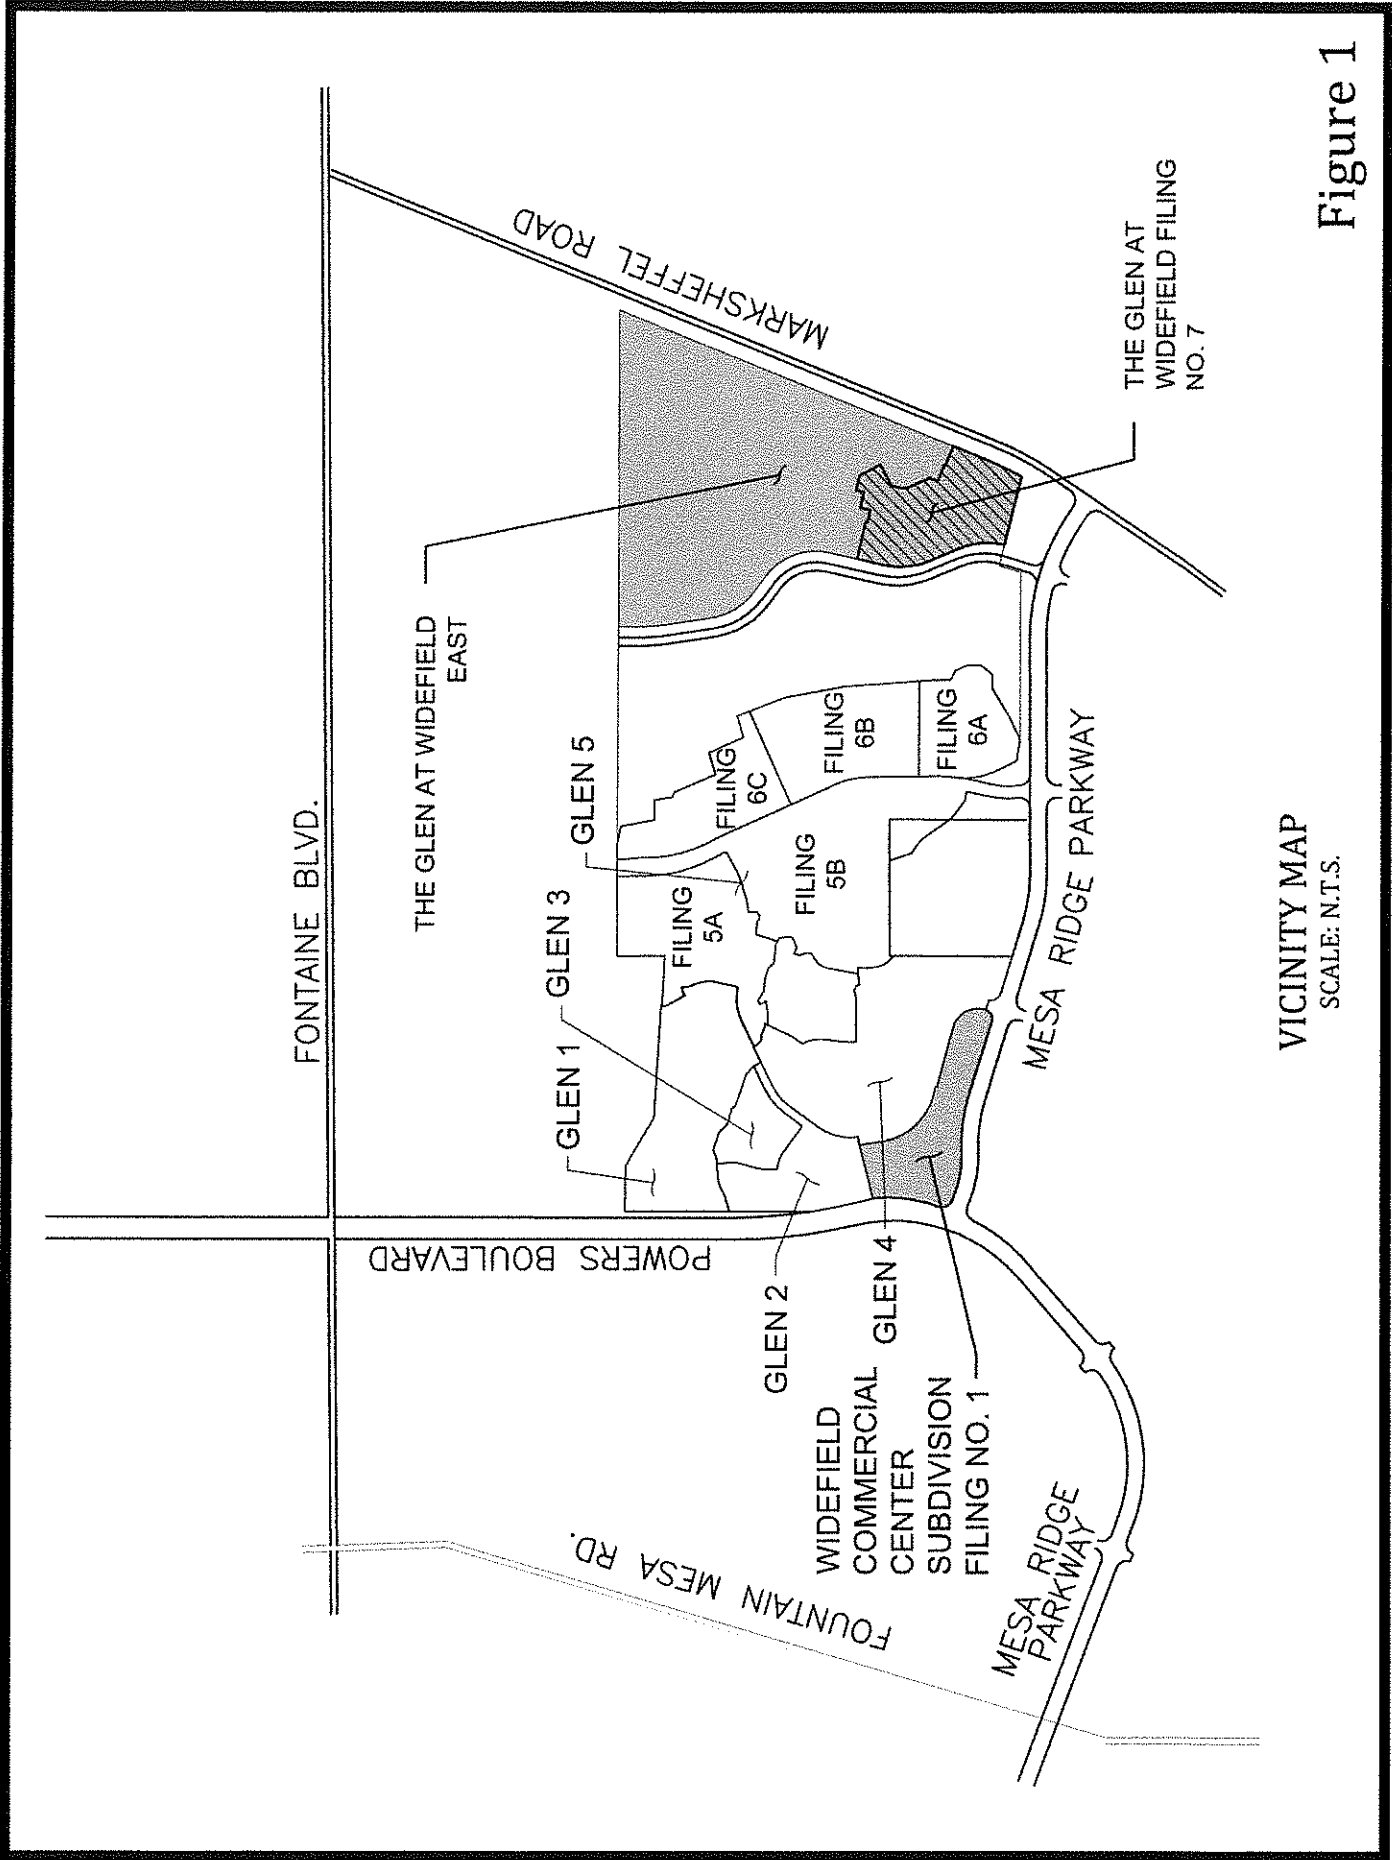 FONTAINE BLVD.
THE GLEN AT WIDEFIELD
EAST
MARKSHEFFEL ROAD
GLEN 1
GLEN 3
GLEN 5
FILING
5A
FILING
6C
FILING
5B
FILING
6B
FILING
6A
POWERS BOULEVARD
GLEN 2
GLEN 4
WIDEFIELD
COMMERCIAL
CENTER
SUBDIVISION
FILING NO. 1
FOUNTAIN MESA RD.
MESA RIDGE
PARKWAY
MESA RIDGE PARKWAY
THE GLEN AT
WIDEFIELD FILING
NO. 7
VICINITY MAP
SCALE: N.T.S.
Figure 1